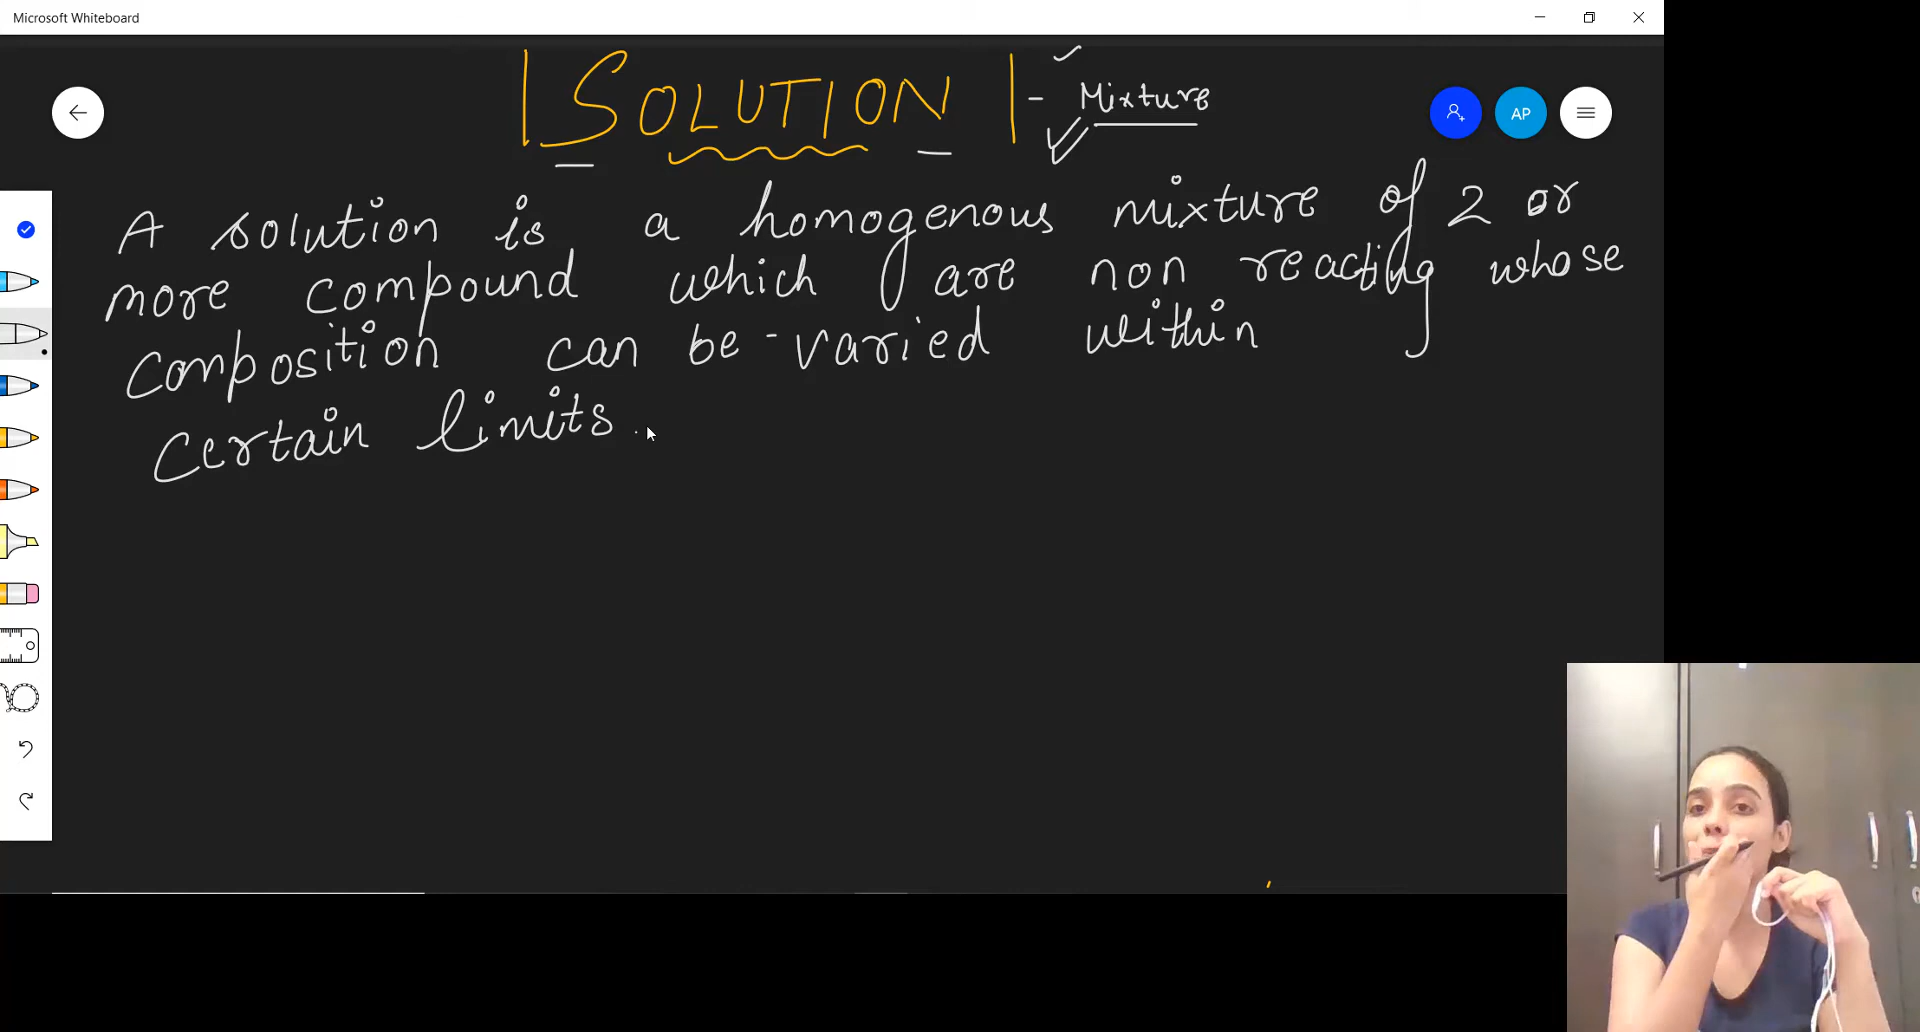 Microsoft Whiteboard
SOLUTION - Mixture
AP
A solution is a homogenous mixture of 2 or
more compound which are non reacting whose
composition can be varied within
certain limits.